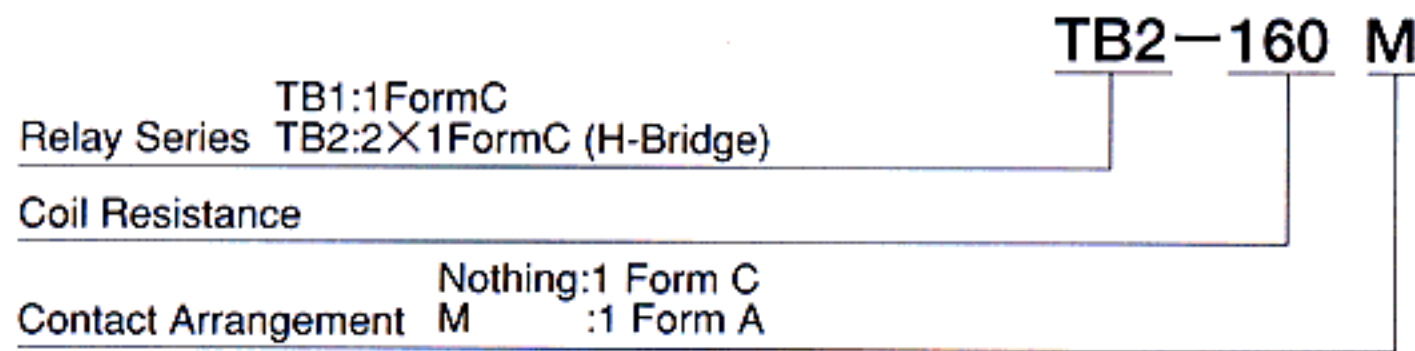 TB2-160 M
TB1:1FormC
Relay Series TB2:2×1FormC (H-Bridge)
Coil Resistance
Nothing:1 Form C
Contact Arrangement M :1 Form A